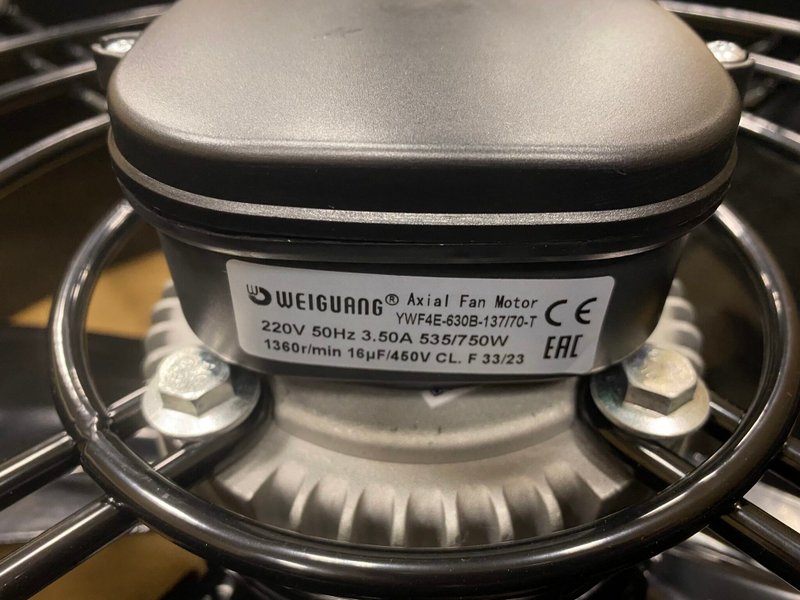 WEIGUANG® Axial Fan Motor
YWF4E-630B-137/70-T
220V 50Hz 3.50A 535/750W
1360r/min 16µF/450V CL. F 33/23
CE
EAC